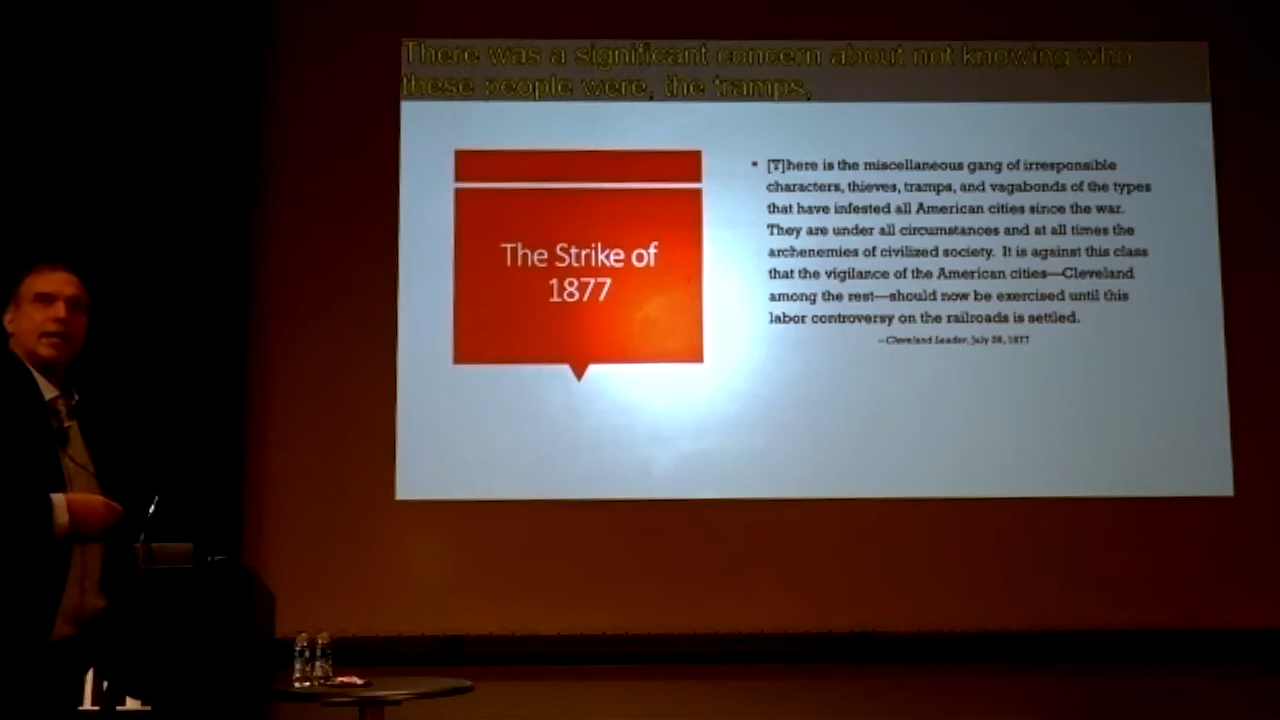 There was a significant concern about not knowing who
these people were, the tramps,
The Strike of
1877
[T]here is the miscellaneous gang of irresponsible
characters, thieves, tramps, and vagabonds of the types
that have infested all American cities since the war.
They are under all circumstances and at all times the
archenemies of civilized society. It is against this class
that the vigilance of the American cities—Cleveland
among the rest—should now be exercised until this
labor controversy on the railroads is settled.
--Cleveland Leader, July 28, 1877